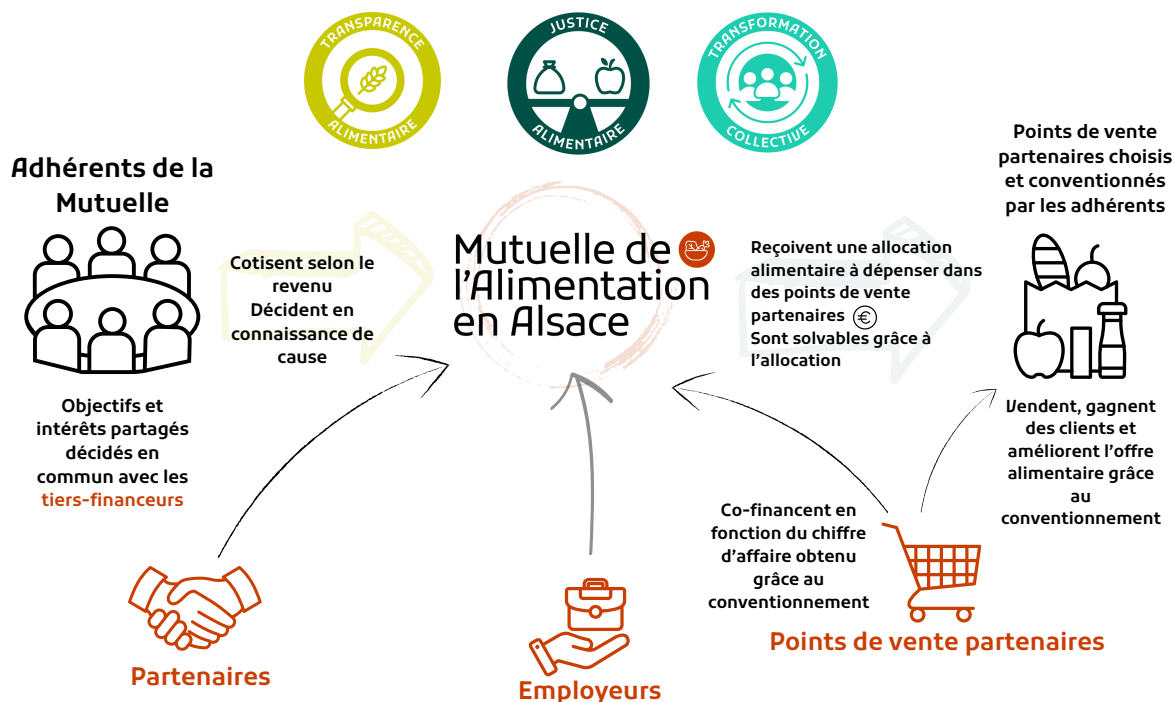 TRANSPARENCE
ALIMENTAIRE
JUSTICE
ALIMENTAIRE
TRANSFORMATION
COLLECTIVE
Adhérents de la
Mutuelle
Cotisent selon le
revenu
Décident en
connaissance de
cause
Objectifs et
intérêts partagés
décidés en
commun avec les
tiers-financeurs
Mutuelle de
l'Alimentation
en Alsace
Reçoivent une allocation
alimentaire à dépenser dans
des points de vente
partenaires €
Sont solvables grâce à
l'allocation
Points de vente
partenaires choisis
et conventionnés
par les adhérents
Vendent, gagnent
des clients et
améliorent l'offre
alimentaire grâce
au
conventionnement
Co-financent en
fonction du chiffre
d'affaire obtenu
grâce au
conventionnement
Partenaires
Employeurs
Points de vente partenaires